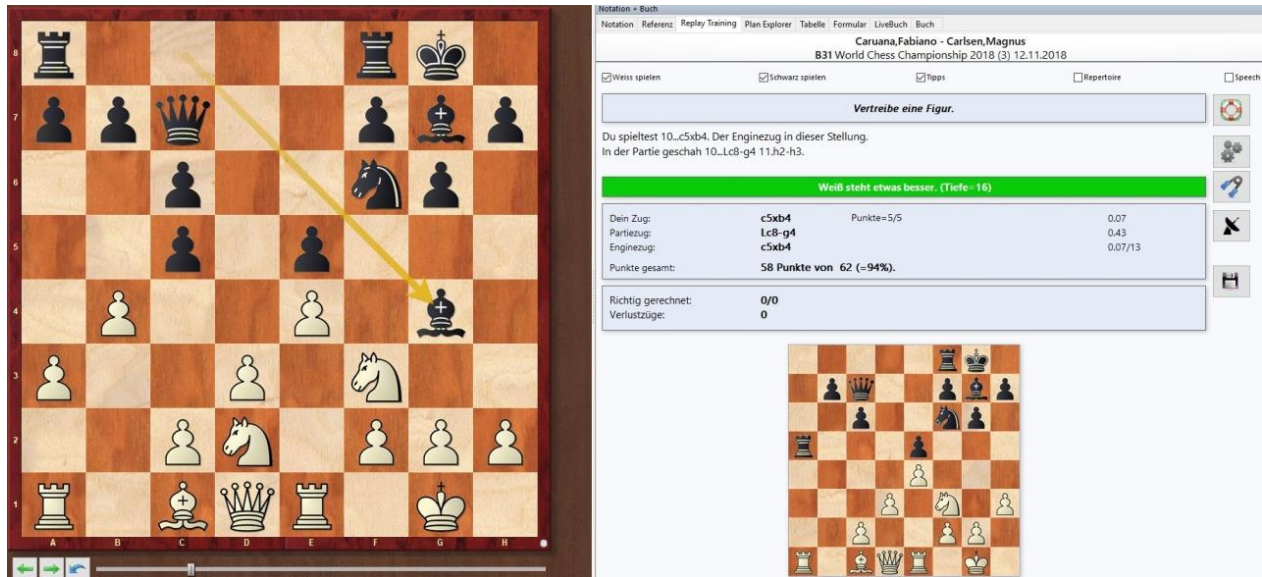 Notation + Buch
Notation Referenz Replay Training Plan Explorer Tabelle Formular LiveBuch Buch
Caruana,Fabiano - Carlsen,Magnus
B31 World Chess Championship 2018 (3) 12.11.2018
Weiss spielen Schwarz spielen Tipps Repertoire Speech
Vertreibe eine Figur.
Du spieltest 10...c5xb4. Der Enginezug in dieser Stellung.
In der Partie geschah 10...Lc8-g4 11.h2-h3.
Weiß steht etwas besser. (Tiefe=16)
Dein Zug: c5xb4 Punkte=5/5 0.07
Partiezug: Lc8-g4 0.43
Enginezug: c5xb4 0.07/13
Punkte gesamt: 58 Punkte von 62 (=94%).
Richtig gerechnet: 0/0
Verlustzüge: 0
8
7
6
5
4
3
2
1
A B C D E F G H